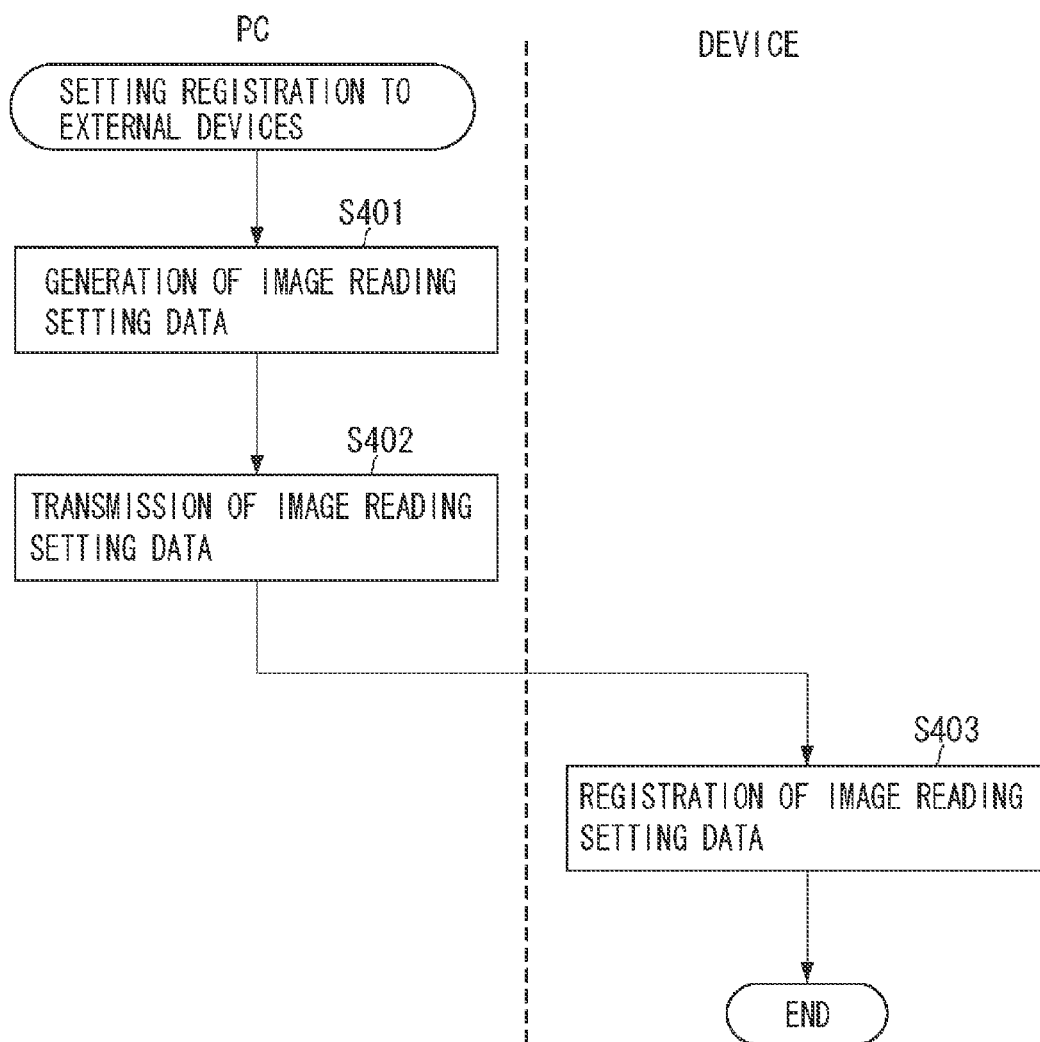 PC
DEVICE
SETTING REGISTRATION TO
EXTERNAL DEVICES
S401
GENERATION OF IMAGE READING
SETTING DATA
S402
TRANSMISSION OF IMAGE READING
SETTING DATA
S403
REGISTRATION OF IMAGE READING
SETTING DATA
END